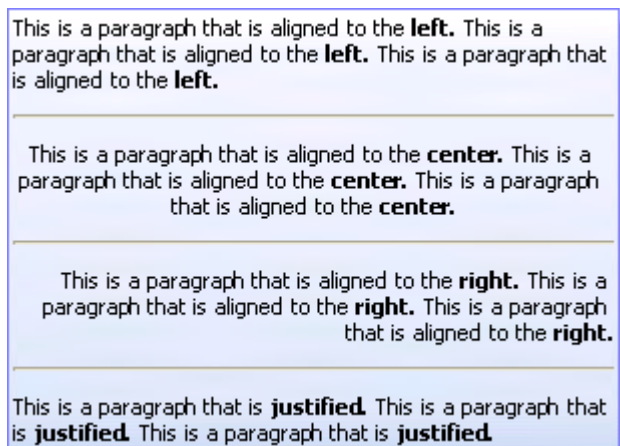 This is a paragraph that is aligned to the left. This is a
paragraph that is aligned to the left. This is a paragraph that
is aligned to the left.
This is a paragraph that is aligned to the center. This is a
paragraph that is aligned to the center. This is a paragraph
that is aligned to the center.
This is a paragraph that is aligned to the right. This is a
paragraph that is aligned to the right. This is a paragraph
that is aligned to the right.
This is a paragraph that is justified. This is a paragraph that
is justified. This is a paragraph that is justified.